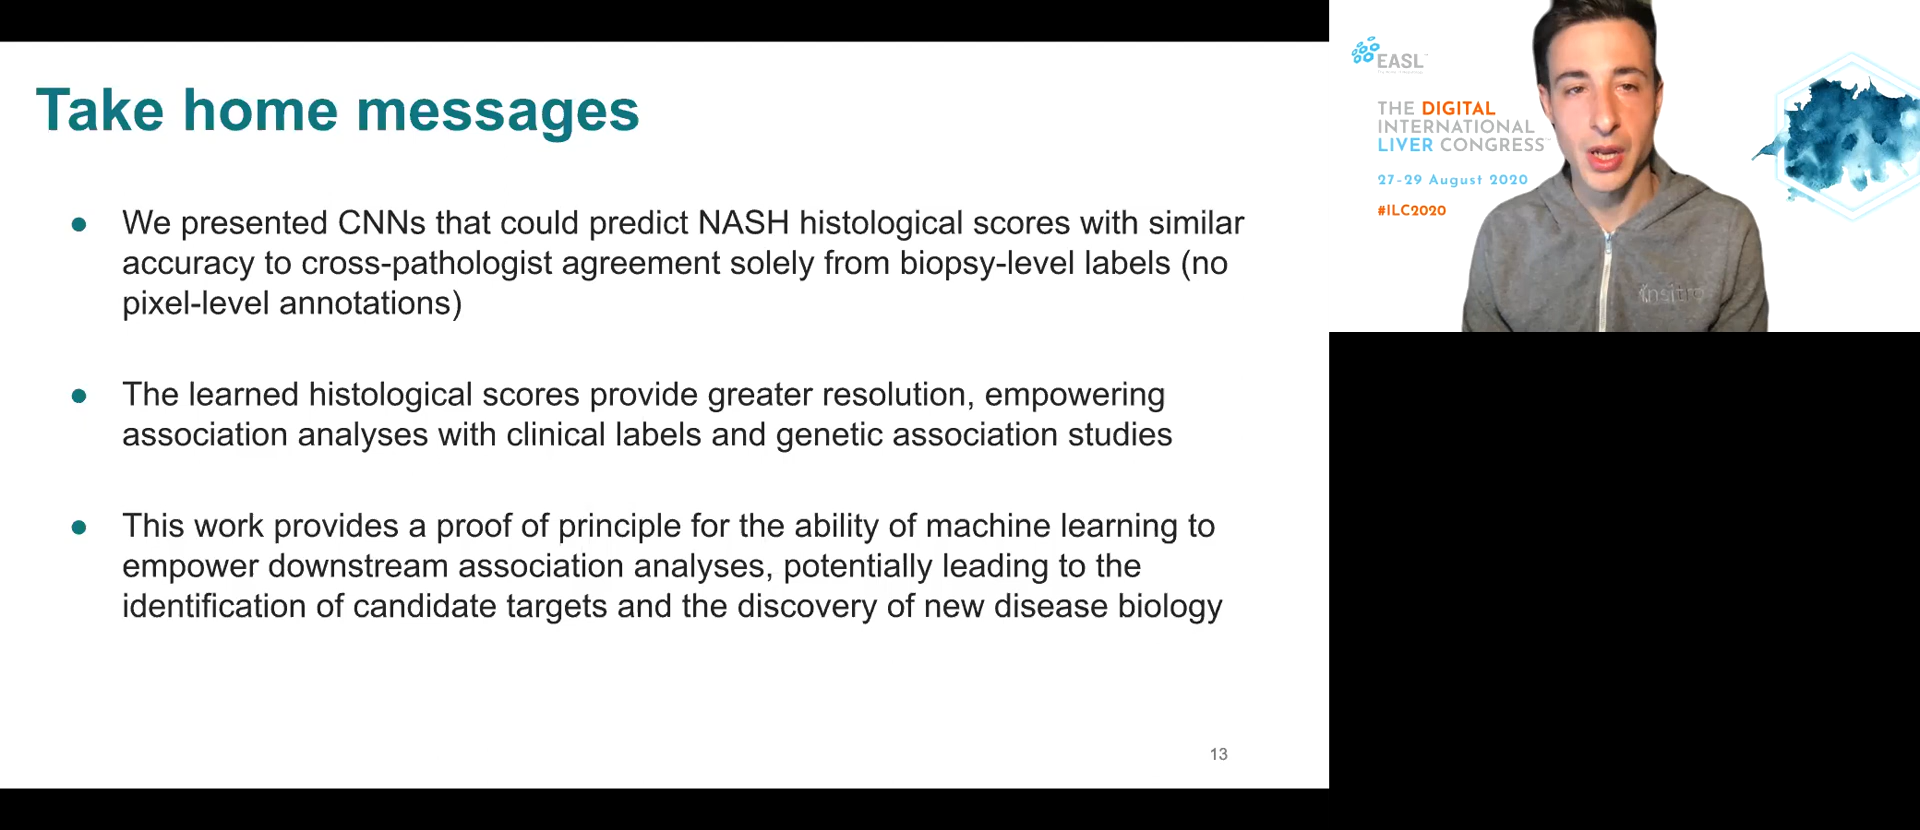 Take home messages
● We presented CNNs that could predict NASH histological scores with similar
accuracy to cross-pathologist agreement solely from biopsy-level labels (no
pixel-level annotations)
● The learned histological scores provide greater resolution, empowering
association analyses with clinical labels and genetic association studies
● This work provides a proof of principle for the ability of machine learning to
empower downstream association analyses, potentially leading to the
identification of candidate targets and the discovery of new disease biology
13
EASL
THE DIGITAL
INTERNATIONAL
LIVER CONGRESS™
27-29 August 2020
#ILC2020
insitro